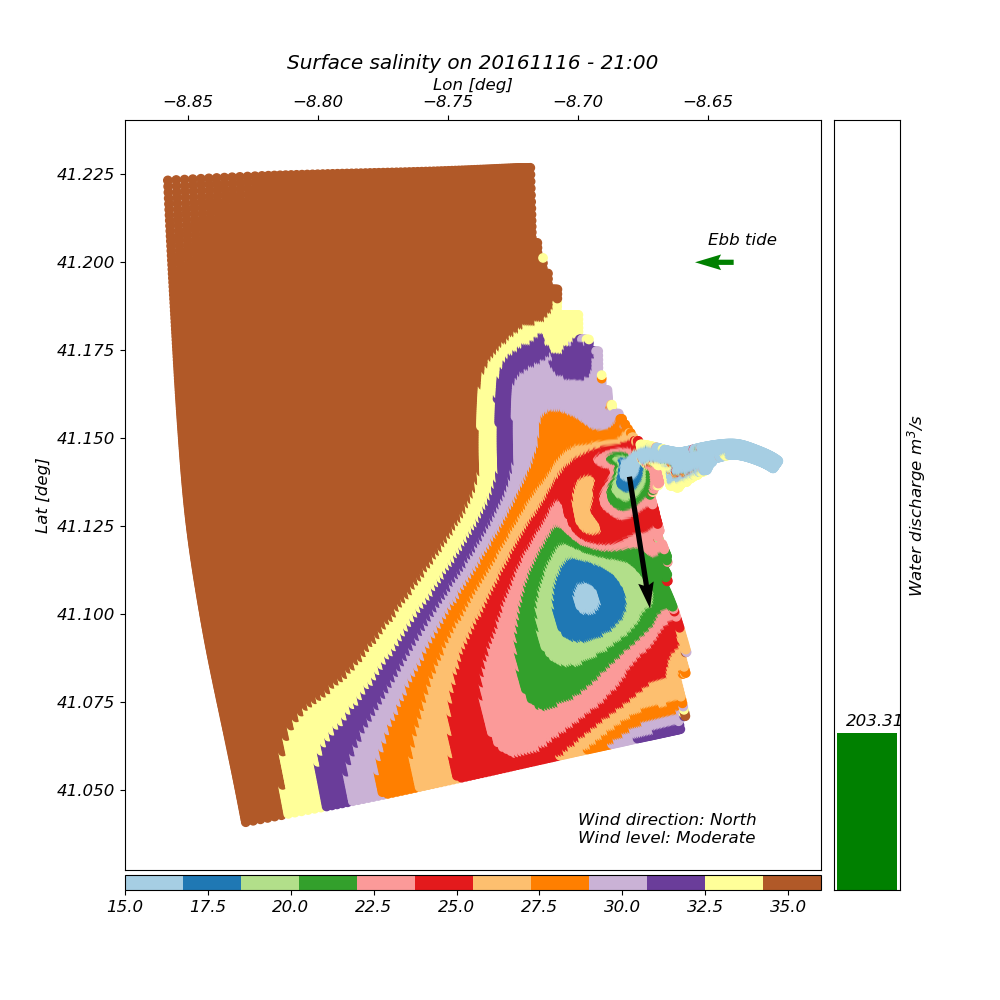 Surface salinity on 20161116 - 21:00
Lon [deg]
−8.85 −8.80 −8.75 −8.70 −8.65
41.225
41.200
41.175
41.150
41.125
41.100
41.075
41.050
Lat [deg]
Ebb tide
Water discharge m³/s
203.31
Wind direction: North
Wind level: Moderate
15.0 17.5 20.0 22.5 25.0 27.5 30.0 32.5 35.0